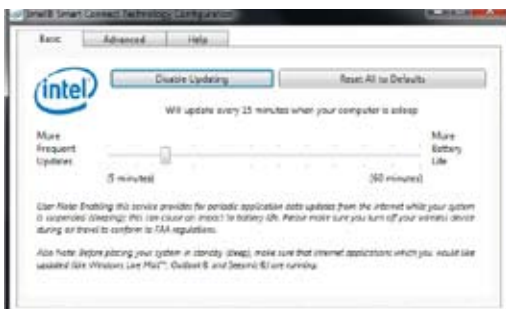 Intel® Smart Connect Technology Configuration
Basic
Advanced
Help
intel
Disable Updating
Reset All to Defaults
Will update every 15 minutes when your computer is asleep
More
Frequent
Updates
More
Battery
Life
(5 minutes)
(60 minutes)
User Note: Enabling this service provides for periodic application data updates from the internet while your system
is suspended (sleeping); this can cause an impact to battery life. Please make sure you turn off your wireless device
during air travel to conform to FAA regulations.
Also Note: Before placing your system in standby (sleep), make sure that internet applications which you would like
updated (like Windows Live Mail™, Outlook® and Seesmic®) are running.